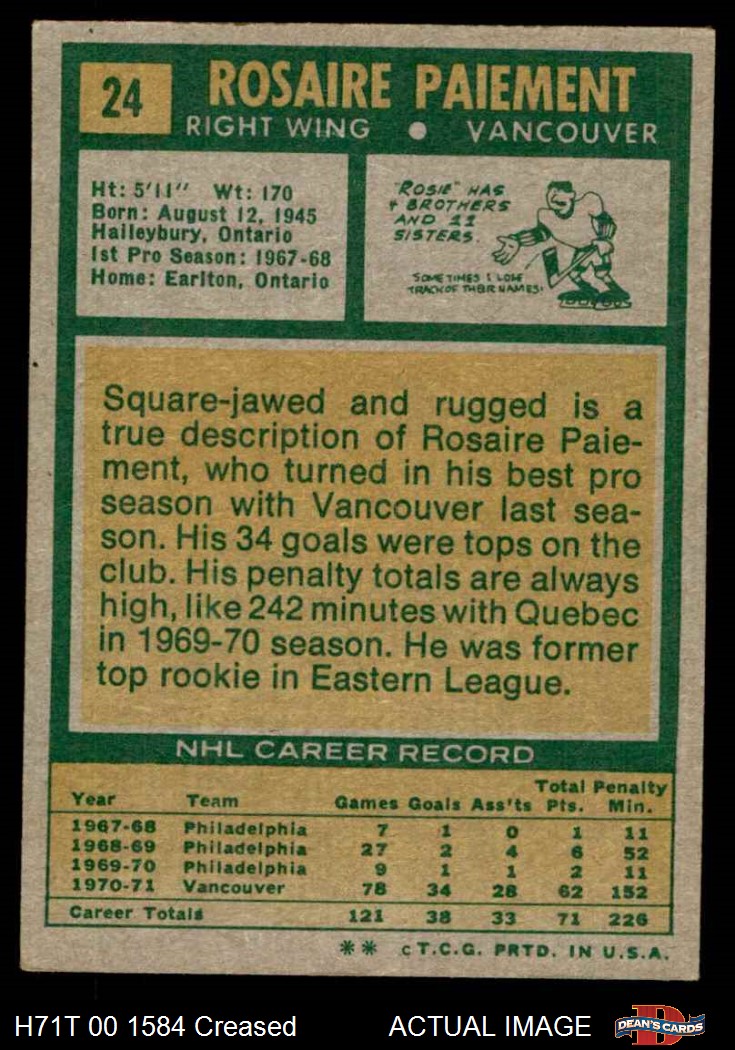 24
ROSAIRE PAIEMENT
RIGHT WING ● VANCOUVER
Ht: 5'11" Wt: 170
Born: August 12, 1945
Haileybury, Ontario
1st Pro Season: 1967-68
Home: Earlton, Ontario
"ROSIE" HAS
4 BROTHERS
AND 11
SISTERS.
SOMETIMES I LOSE
TRACK OF THEIR NAMES!
Square-jawed and rugged is a
true description of Rosaire Paie-
ment, who turned in his best pro
season with Vancouver last sea-
son. His 34 goals were tops on the
club. His penalty totals are always
high, like 242 minutes with Quebec
in 1969-70 season. He was former
top rookie in Eastern League.
NHL CAREER RECORD
Total Penalty
Year Team Games Goals Ass'ts Pts. Min.
1967-68 Philadelphia 7 1 0 1 11
1968-69 Philadelphia 27 2 4 6 52
1969-70 Philadelphia 9 1 1 2 11
1970-71 Vancouver 78 34 28 62 152
Career Totals 121 38 33 71 226
** c T.C.G. PRTD. IN U.S.A.
H71T 00 1584 Creased ACTUAL IMAGE
D
DEAN'S CARDS